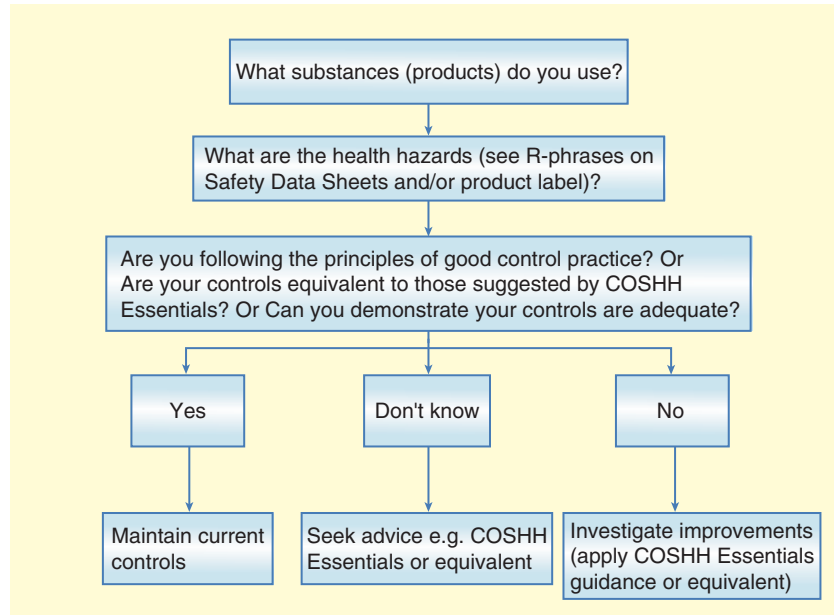 What substances (products) do you use?
What are the health hazards (see R-phrases on
Safety Data Sheets and/or product label)?
Are you following the principles of good control practice? Or
Are your controls equivalent to those suggested by COSHH
Essentials? Or Can you demonstrate your controls are adequate?
Yes
Don't know
No
Maintain current
controls
Seek advice e.g. COSHH
Essentials or equivalent
Investigate improvements
(apply COSHH Essentials
guidance or equivalent)